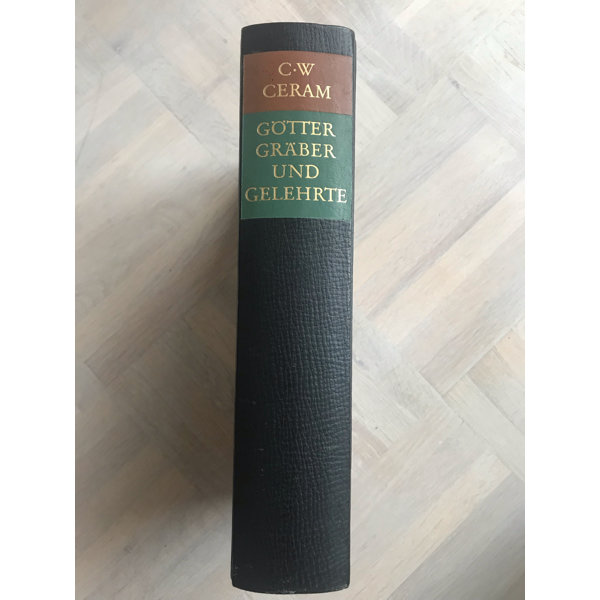 C·W
CERAM
GÖTTER
GRÄBER
UND
GELEHRTE